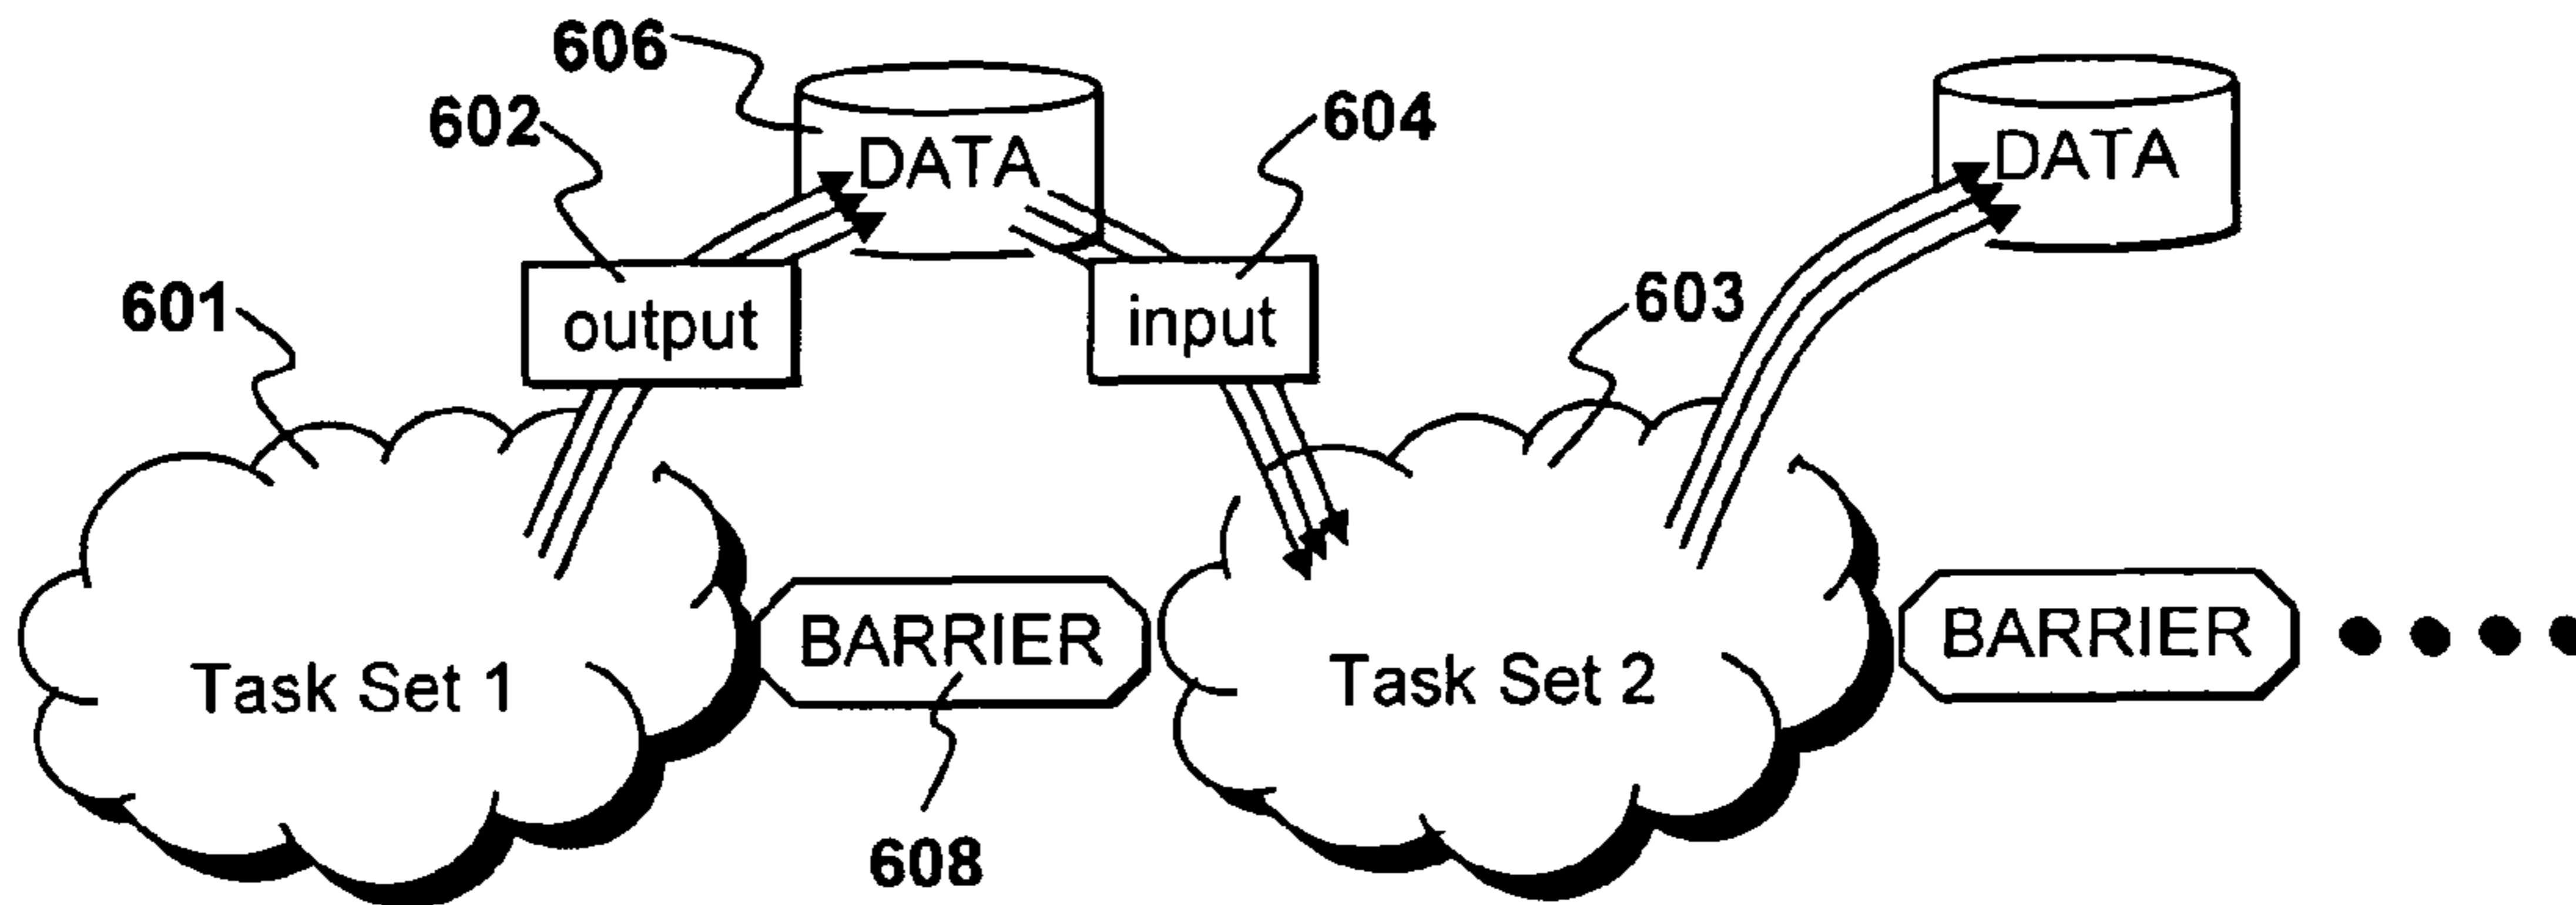 606
602
DATA
604
DATA
601
output
input
603
BARRIER
BARRIER
Task Set 1
Task Set 2
608